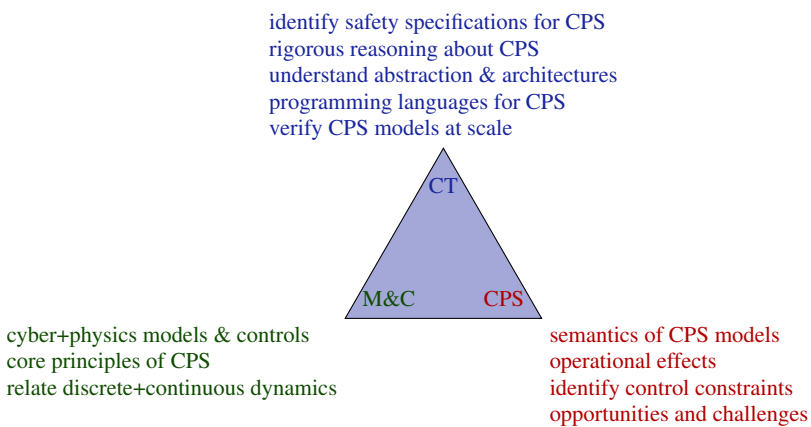 identify safety specifications for CPS
rigorous reasoning about CPS
understand abstraction & architectures
programming languages for CPS
verify CPS models at scale
CT
M&C
CPS
cyber+physics models & controls
core principles of CPS
relate discrete+continuous dynamics
semantics of CPS models
operational effects
identify control constraints
opportunities and challenges